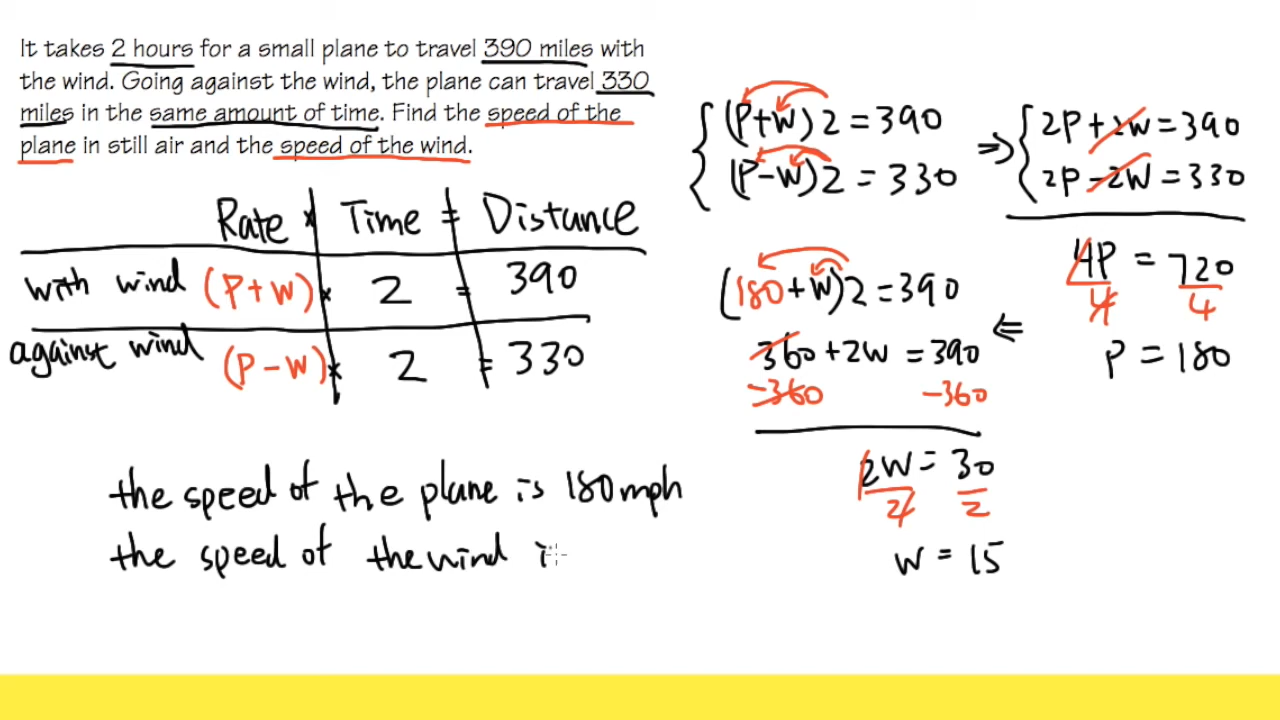 It takes 2 hours for a small plane to travel 390 miles with
the wind. Going against the wind, the plane can travel 330
miles in the same amount of time. Find the speed of the
plane in still air and the speed of the wind.
Rate × Time = Distance
with wind (P+W) × 2 = 390
against wind (P-W) × 2 = 330
the speed of the plane is 180mph
the speed of the wind i
{(P+W)2=390
(P-W)2=330
⇒ {2P+2W=390
2P-2W=330
4P = 720
4 4
P = 180
⇐
(180+W)2=390
360+2W=390
-360 -360
2W=30
2 2
W=15